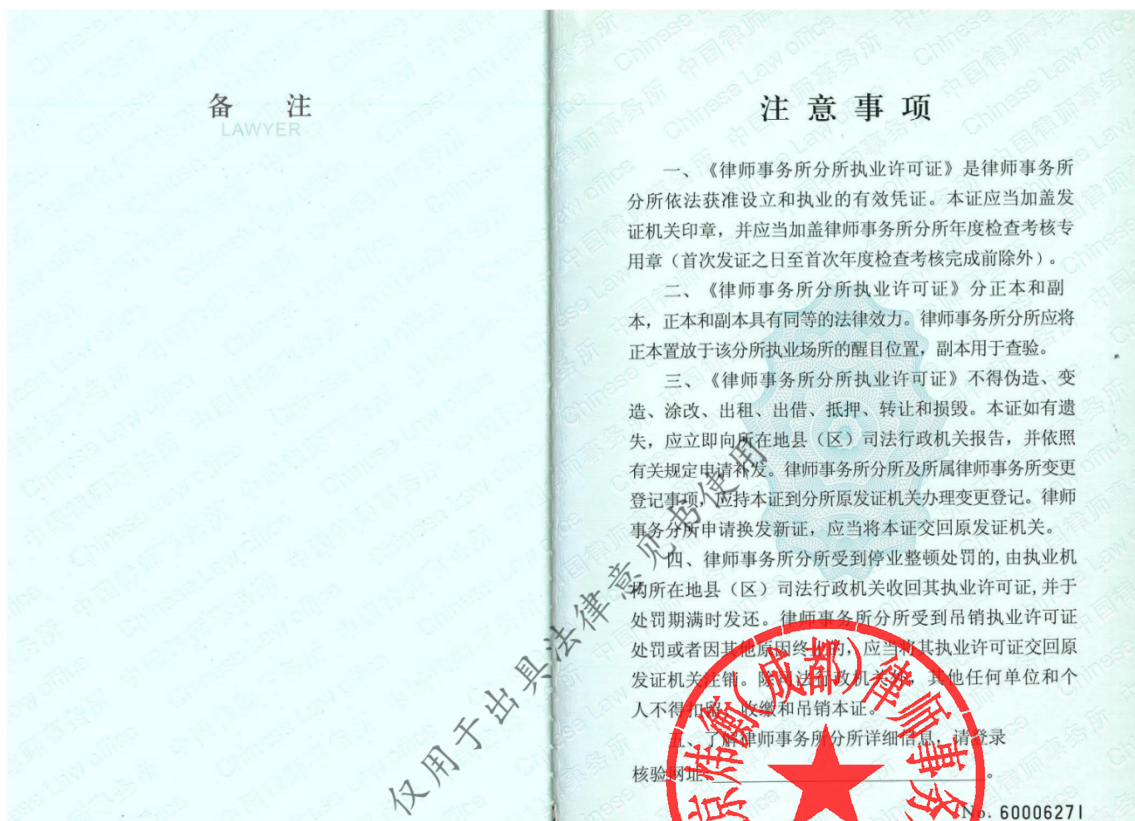 备 注
LAWYER
注意事项
一、《律师事务所分所执业许可证》是律师事务所
分所依法获准设立和执业的有效凭证。本证应当加盖发
证机关印章，并应当加盖律师事务所分所年度检查考核专
用章（首次发证之日至首次年度检查考核完成前除外）。
二、《律师事务所分所执业许可证》分正本和副
本，正本和副本具有同等的法律效力。律师事务所分所应将
正本置放于该分所执业场所的醒目位置，副本用于查验。
三、《律师事务所分所执业许可证》不得伪造、变
造、涂改、出租、出借、抵押、转让和损毁。本证如有遗
失，应立即向所在地县（区）司法行政机关报告，并依照
有关规定申请补发。律师事务所分所及所属律师事务所变更
登记事项，应持本证到分所原发证机关办理变更登记。律师
事务分所申请换发新证，应当将本证交回原发证机关。
四、律师事务所分所受到停业整顿处罚的,由执业机
构所在地县（区）司法行政机关收回其执业许可证,并于
处罚期满时发还。律师事务所分所受到吊销执业许可证
处罚或者因其他原因终止的，应当将其执业许可证交回原
发证机关注销。除司法行政机关外，其他任何单位和个
人不得扣留、收缴和吊销本证。
五、了解律师事务所分所详细信息，请登录
核验网址：。
No. 60006271
仅用于出具法律意见书使用
京炜衡(成都)律师事务